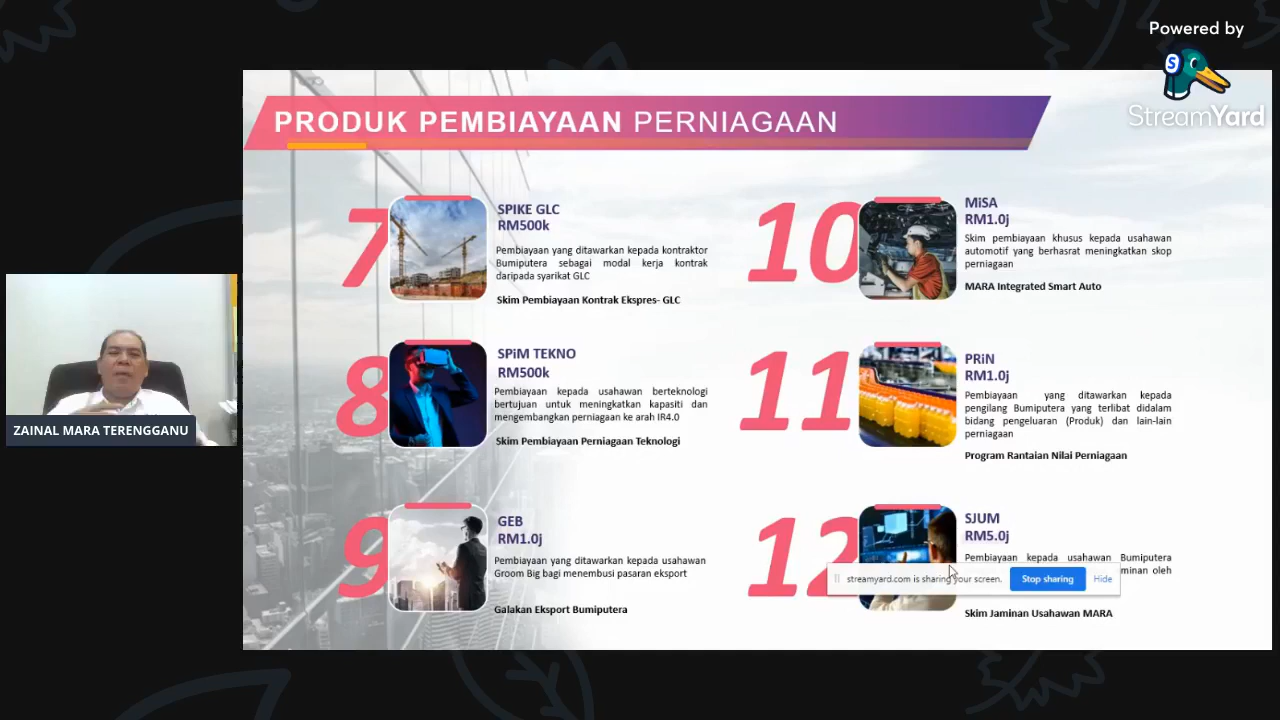 Powered by
StreamYard
PRODUK PEMBIAYAAN PERNIAGAAN
7
SPIKE GLC
RM500k
Pembiayaan yang ditawarkan kepada kontraktor
Bumiputera sebagai modal kerja kontrak
daripada syarikat GLC
Skim Pembiayaan Kontrak Ekspres- GLC
8
SPiM TEKNO
RM500k
Pembiayaan kepada usahawan berteknologi
bertujuan untuk meningkatkan kapasiti dan
mengembangkan perniagaan ke arah IR4.0
Skim Pembiayaan Perniagaan Teknologi
9
GEB
RM1.0j
Pembiayaan yang ditawarkan kepada usahawan
Groom Big bagi menembusi pasaran eksport
Galakan Eksport Bumiputera
10
MiSA
RM1.0j
Skim pembiayaan khusus kepada usahawan
automotif yang berhasrat meningkatkan skop
perniagaan
MARA Integrated Smart Auto
11
PRiN
RM1.0j
Pembiayaan yang ditawarkan kepada
pengilang Bumiputera yang terlibat didalam
bidang pengeluaran (Produk) dan lain-lain
perniagaan
Program Rantaian Nilai Perniagaan
12
SJUM
RM5.0j
Pembiayaan kepada usahawan Bumiputera
minan oleh
streamyard.com is sharing your screen.
Stop sharing
Hide
Skim Jaminan Usahawan MARA
ZAINAL MARA TERENGGANU